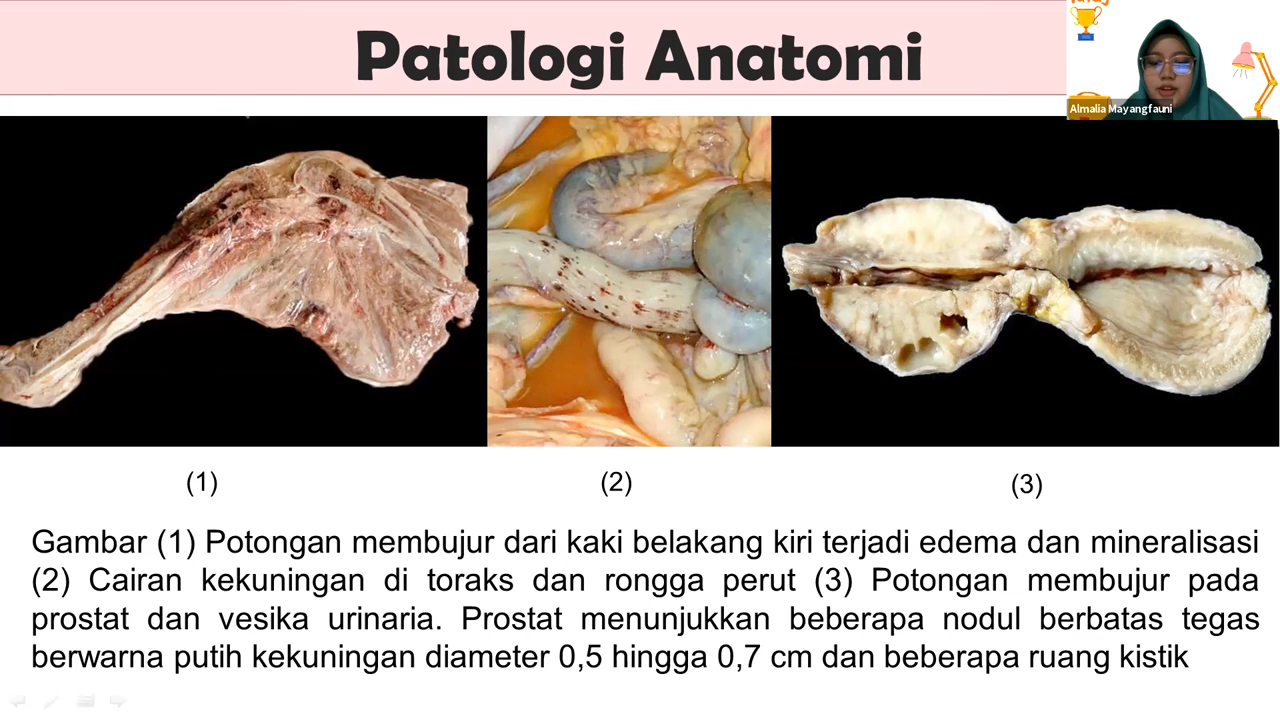 Patologi Anatomi
Almalia Mayangfauni
(1)
(2)
(3)
Gambar (1) Potongan membujur dari kaki belakang kiri terjadi edema dan mineralisasi
(2) Cairan kekuningan di toraks dan rongga perut (3) Potongan membujur pada
prostat dan vesika urinaria. Prostat menunjukkan beberapa nodul berbatas tegas
berwarna putih kekuningan diameter 0,5 hingga 0,7 cm dan beberapa ruang kistik